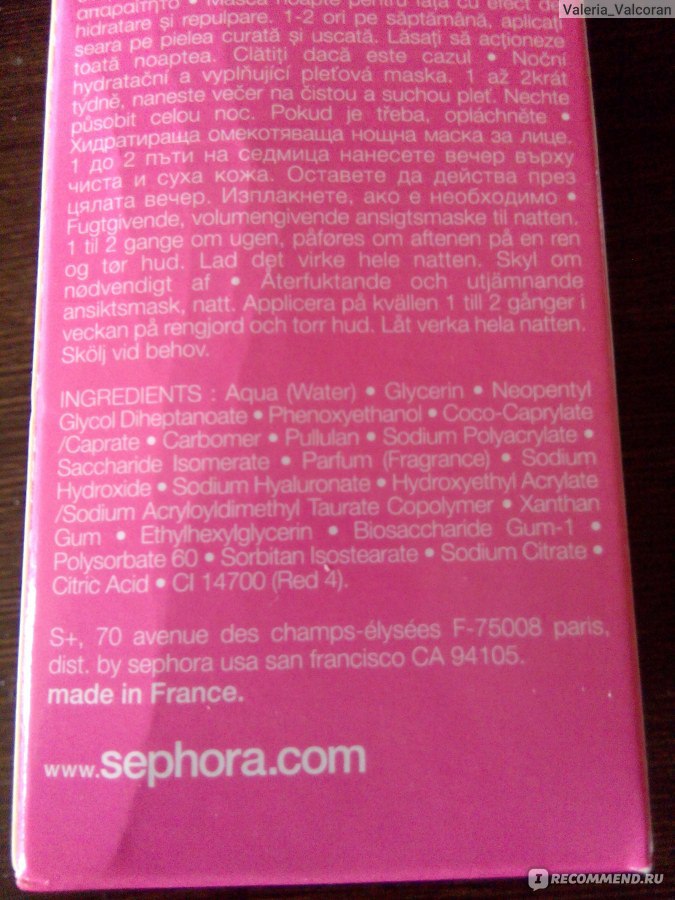 Valeria_Valcoran
απαραίτητο • Mască noapte pentru față cu efect de
hidratare și repulpare. 1-2 ori pe săptămână, aplicați
seara pe pielea curată și uscată. Lăsați să acționeze
toată noaptea. Clătiți dacă este cazul • Noční
hydratační a vyplňující pleťová maska. 1 až 2krát
týdně, naneste večer na čistou a suchou pleť. Nechte
působit celou noc. Pokud je třeba, opláchněte •
Хидратираща омекотяваща нощна маска за лице.
1 до 2 пъти на седмица нанесете вечер върху
чиста и суха кожа. Оставете да действа през
цялата вечер. Изплакнете, ако е необходимо •
Fugtgivende, volumengivende ansigtsmaske til natten.
1 til 2 gange om ugen, påføres om aftenen på en ren
og tør hud. Lad det virke hele natten. Skyl om
nødvendigt af • Återfuktande och utjämnande
ansiktsmask, natt. Applicera på kvällen 1 till 2 gånger i
veckan på rengjord och torr hud. Låt verka hela natten.
Skölj vid behov.
INGREDIENTS : Aqua (Water) • Glycerin • Neopentyl
Glycol Diheptanoate • Phenoxyethanol • Coco-Caprylate
/Caprate • Carbomer • Pullulan • Sodium Polyacrylate •
Saccharide Isomerate • Parfum (Fragrance) • Sodium
Hydroxide • Sodium Hyaluronate • Hydroxyethyl Acrylate
/Sodium Acryloyldimethyl Taurate Copolymer • Xanthan
Gum • Ethylhexylglycerin • Biosaccharide Gum-1 •
Polysorbate 60 • Sorbitan Isostearate • Sodium Citrate •
Citric Acid • CI 14700 (Red 4).
S+, 70 avenue des champs-élysées F-75008 paris,
dist. by sephora usa san francisco CA 94105.
made in France.
www.sephora.com
IRECOMMEND.RU